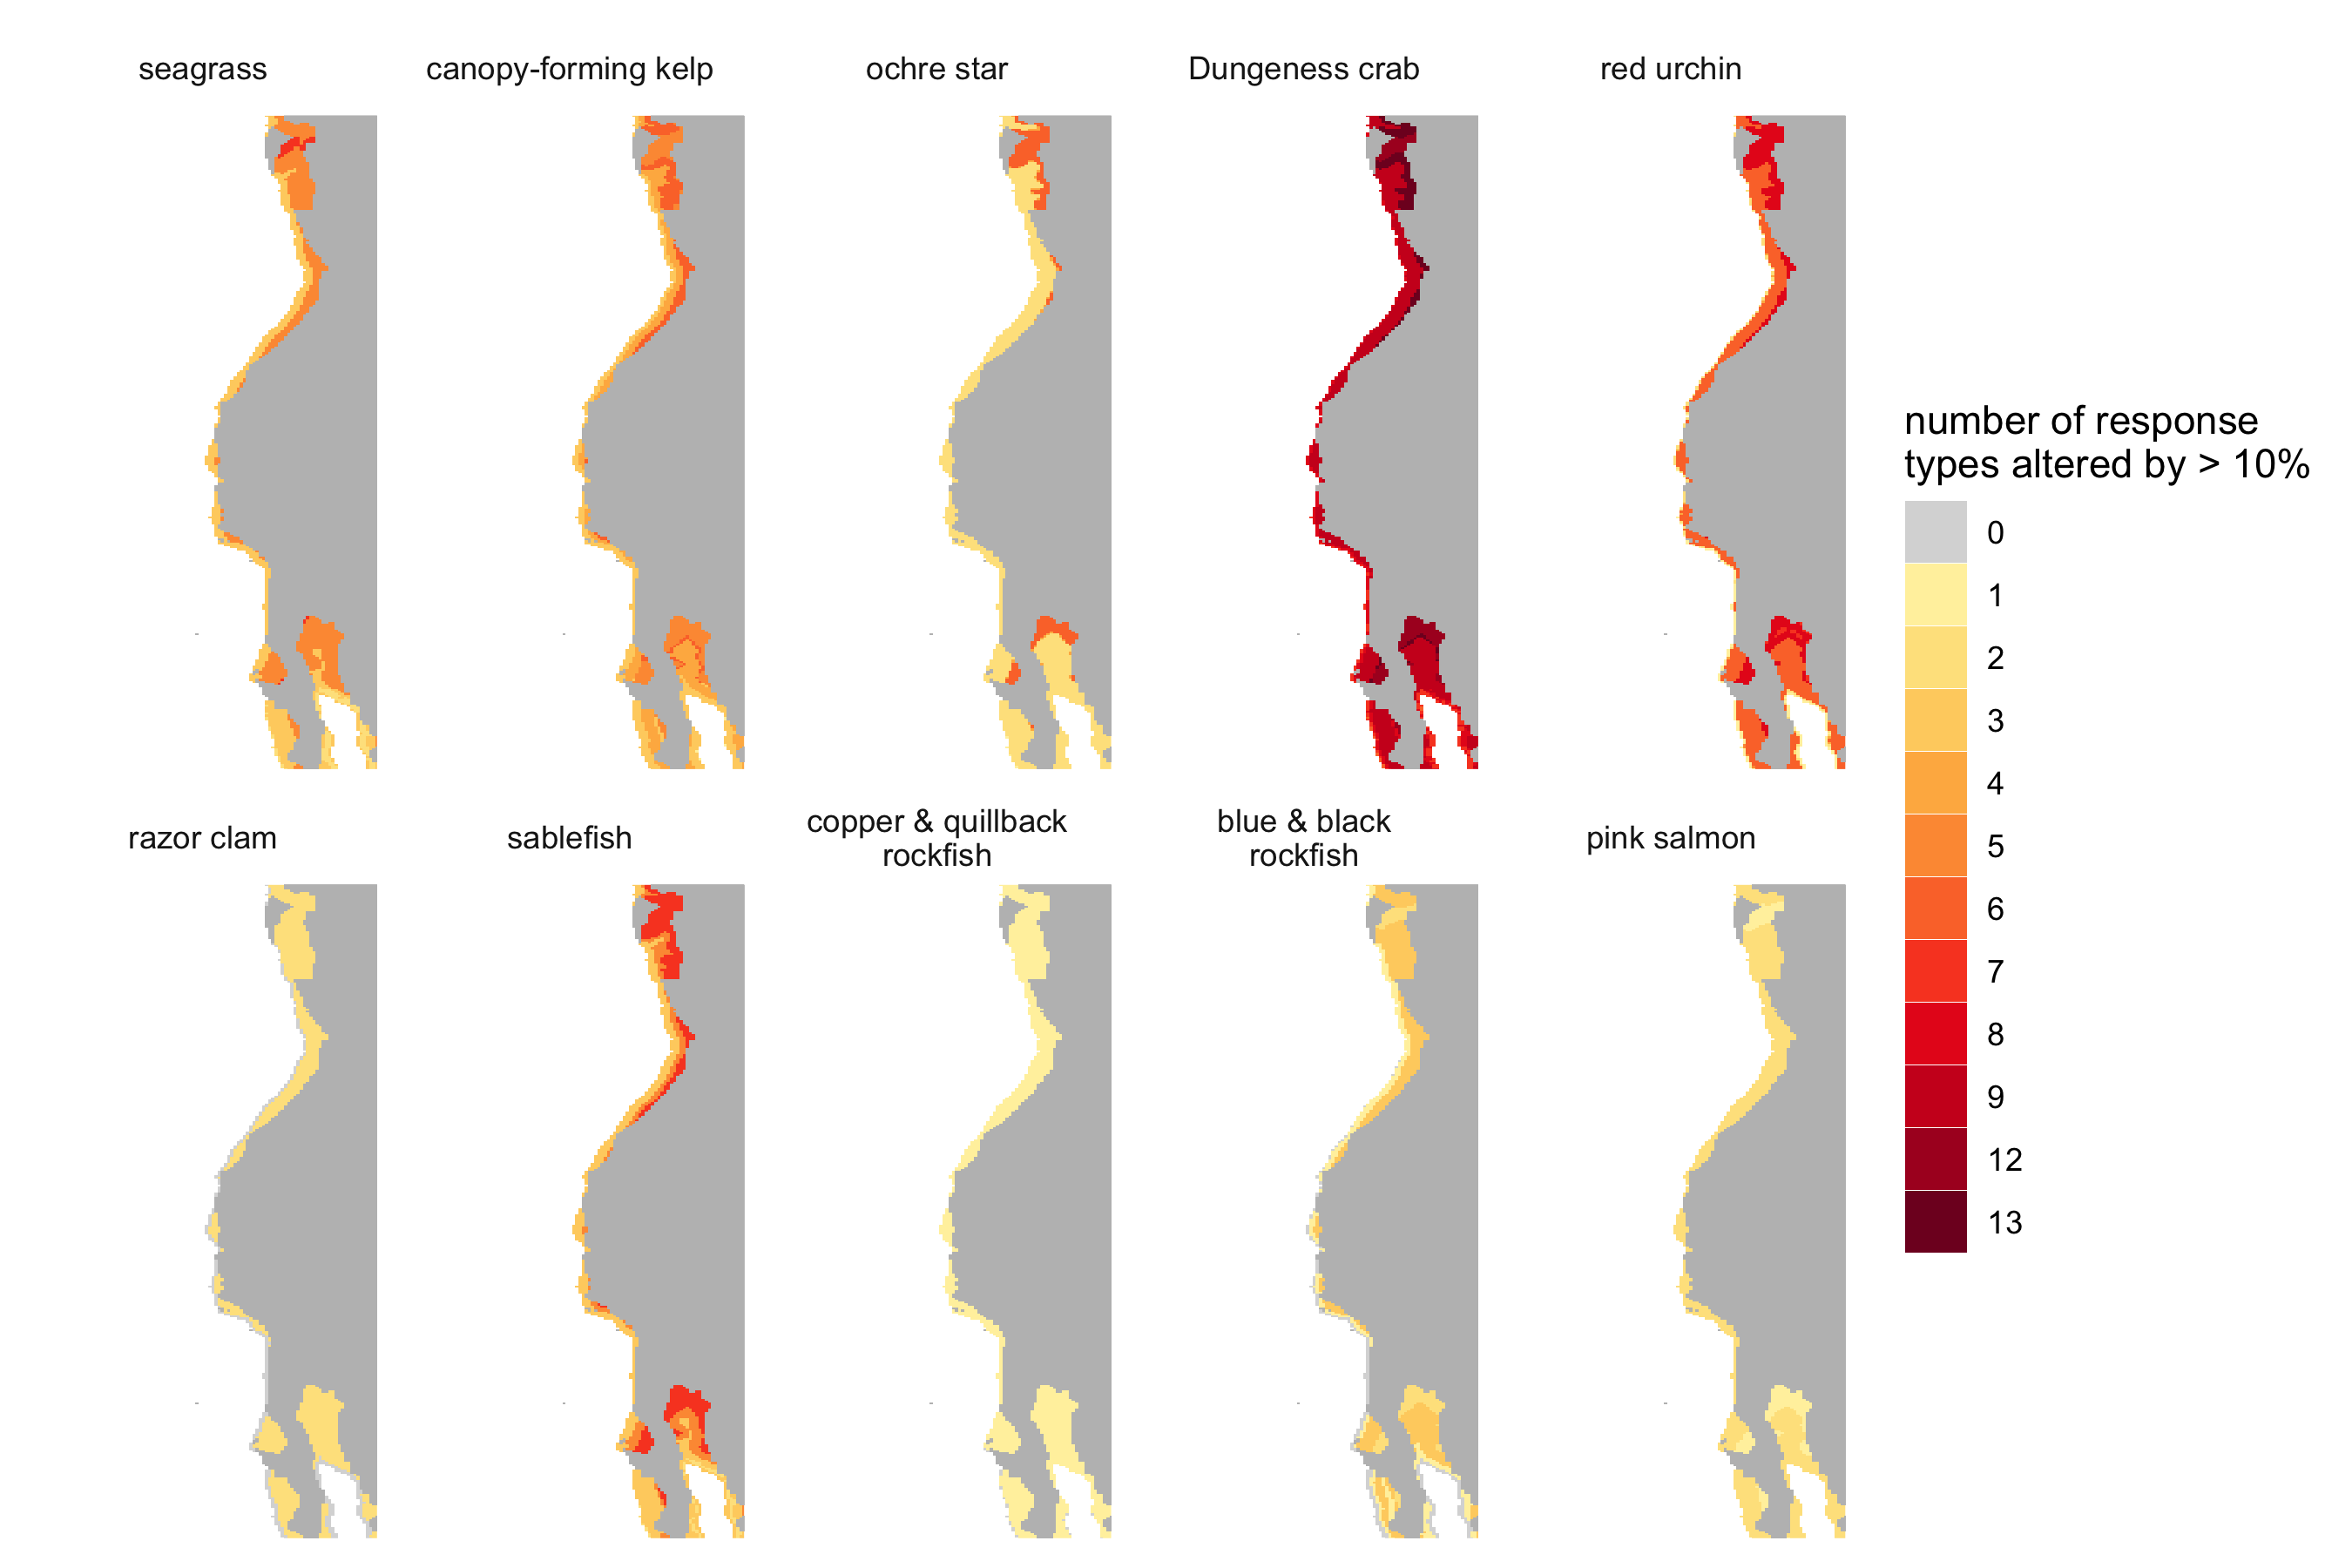 seagrass
canopy-forming kelp
ochre star
Dungeness crab
red urchin
razor clam
sablefish
copper & quillback
rockfish
blue & black
rockfish
pink salmon
number of response
types altered by > 10%
0
1
2
3
4
5
6
7
8
9
12
13